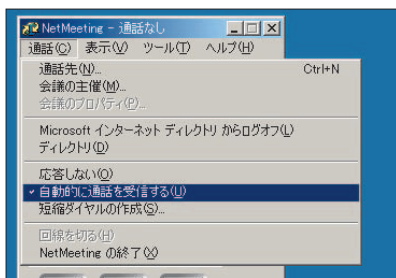 NetMeeting - 通話なし
通話(C) 表示(V) ツール(T) ヘルプ(H)
通話先(N)... Ctrl+N
会議の主催(M)...
会議のプロパティ(P)...
Microsoft インターネット ディレクトリ からログオフ(L)
ディレクトリ(D)
応答しない(O)
自動的に通話を受信する(U)
短縮ダイヤルの作成(S)...
回線を切る(H)
NetMeeting の終了(X)